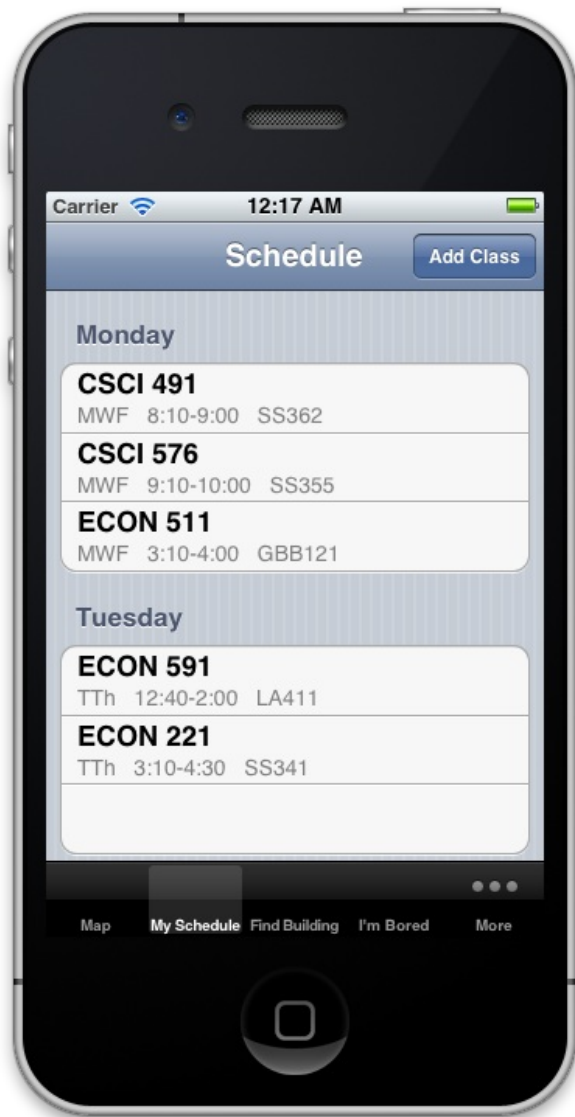 Carrier 12:17 AM
Schedule Add Class
Monday
CSCI 491
MWF 8:10-9:00 SS362
CSCI 576
MWF 9:10-10:00 SS355
ECON 511
MWF 3:10-4:00 GBB121
Tuesday
ECON 591
TTh 12:40-2:00 LA411
ECON 221
TTh 3:10-4:30 SS341
Map My Schedule Find Building I'm Bored More